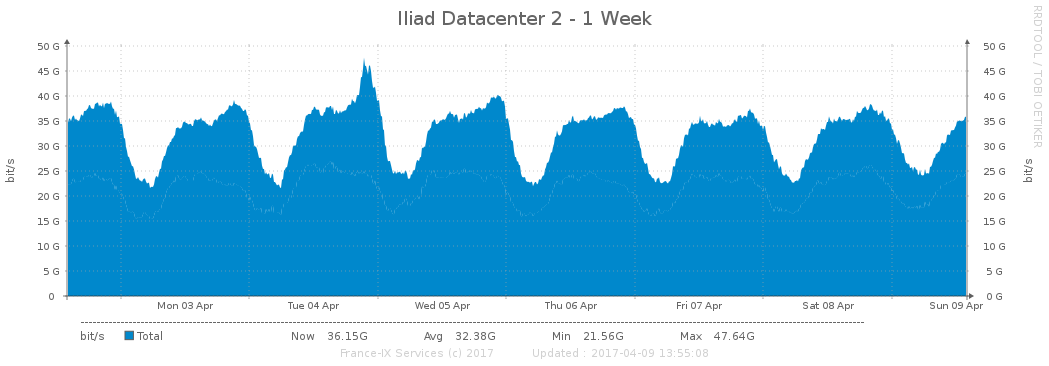 Iliad Datacenter 2 - 1 Week
RRDTOOL / TOBI OETIKER
50 G 50 G
45 G 45 G
40 G 40 G
35 G 35 G
30 G 30 G
25 G 25 G
20 G 20 G
15 G 15 G
10 G 10 G
5 G 5 G
0 0 G
bit/s bit/s
Mon 03 Apr Tue 04 Apr Wed 05 Apr Thu 06 Apr Fri 07 Apr Sat 08 Apr Sun 09 Apr
bit/s Total Now 36.15G Avg 32.38G Min 21.56G Max 47.64G
France-IX Services (c) 2017 Updated : 2017-04-09 13:55:08